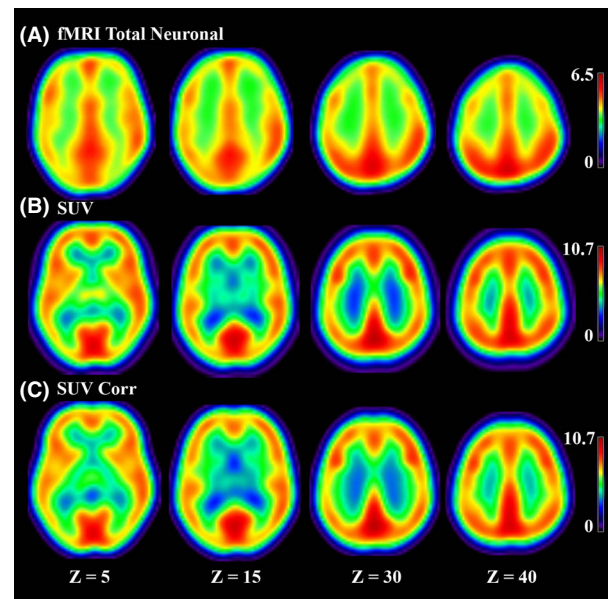 (A) fMRI Total Neuronal
6.5
0
(B) SUV
10.7
0
(C) SUV Corr
10.7
0
Z = 5 Z = 15 Z = 30 Z = 40